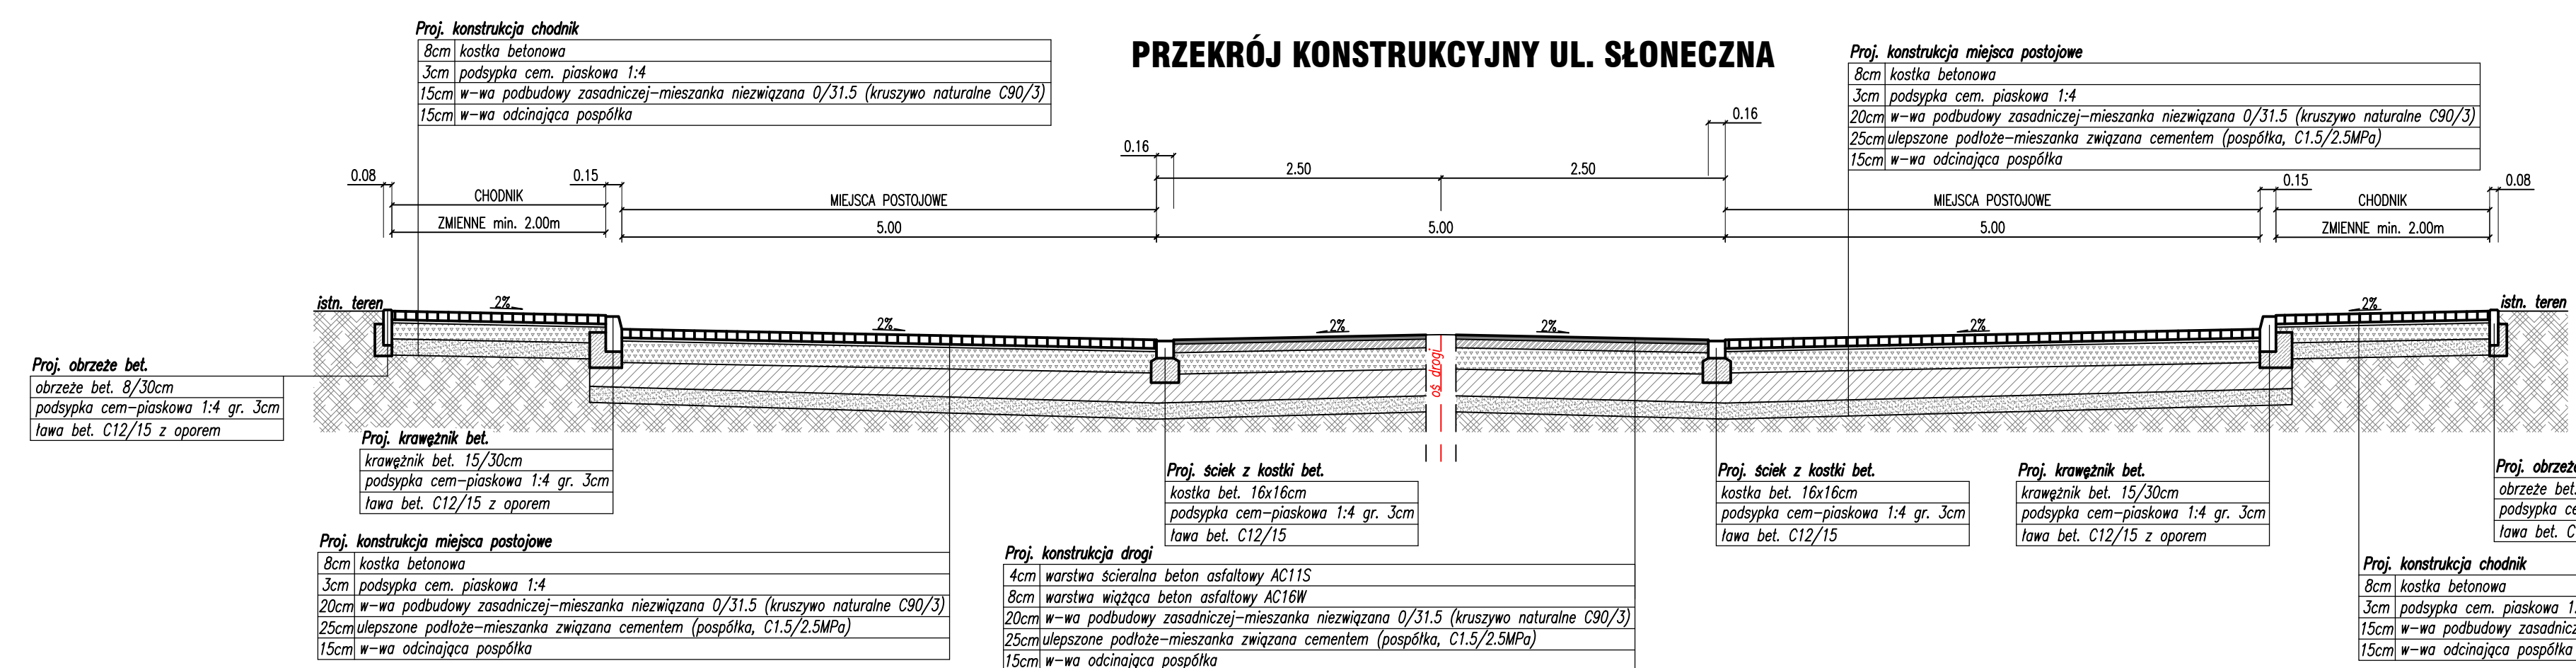 PRZEKRÓJ KONSTRUKCYJNY UL. SŁONECZNA
Proj. konstrukcja chodnik
8cm kostka betonowa
3cm podsypka cem. piaskowa 1:4
15cm w-wa podbudowy zasadniczej-mieszanka niezwiązana 0/31.5 (kruszywo naturalne C90/3)
15cm w-wa odcinająca pospółka
Proj. konstrukcja miejsca postojowe
8cm kostka betonowa
3cm podsypka cem. piaskowa 1:4
20cm w-wa podbudowy zasadniczej-mieszanka niezwiązana 0/31.5 (kruszywo naturalne C90/3)
25cm ulepszone podłoże-mieszanka związana cementem (pospółka, C1.5/2.5MPa)
15cm w-wa odcinająca pospółka
0.16
0.16
2.50
2.50
0.08
0.15
0.15
0.08
CHODNIK
MIEJSCA POSTOJOWE
MIEJSCA POSTOJOWE
CHODNIK
ZMIENNE min. 2.00m
5.00
5.00
5.00
ZMIENNE min. 2.00m
istn. teren
2%
2%
2%
2%
2%
2%
istn. teren
oś drogi
Proj. obrzeże bet.
obrzeże bet. 8/30cm
podsypka cem-piaskowa 1:4 gr. 3cm
ława bet. C12/15 z oporem
Proj. krawężnik bet.
krawężnik bet. 15/30cm
podsypka cem-piaskowa 1:4 gr. 3cm
ława bet. C12/15 z oporem
Proj. ściek z kostki bet.
kostka bet. 16x16cm
podsypka cem-piaskowa 1:4 gr. 3cm
ława bet. C12/15
Proj. ściek z kostki bet.
kostka bet. 16x16cm
podsypka cem-piaskowa 1:4 gr. 3cm
ława bet. C12/15
Proj. krawężnik bet.
krawężnik bet. 15/30cm
podsypka cem-piaskowa 1:4 gr. 3cm
ława bet. C12/15 z oporem
Proj. obrzeże
obrzeże bet.
podsypka ce
ława bet. C
Proj. konstrukcja miejsca postojowe
8cm kostka betonowa
3cm podsypka cem. piaskowa 1:4
20cm w-wa podbudowy zasadniczej-mieszanka niezwiązana 0/31.5 (kruszywo naturalne C90/3)
25cm ulepszone podłoże-mieszanka związana cementem (pospółka, C1.5/2.5MPa)
15cm w-wa odcinająca pospółka
Proj. konstrukcja drogi
4cm warstwa ścieralna beton asfaltowy AC11S
8cm warstwa wiążąca beton asfaltowy AC16W
20cm w-wa podbudowy zasadniczej-mieszanka niezwiązana 0/31.5 (kruszywo naturalne C90/3)
25cm ulepszone podłoże-mieszanka związana cementem (pospółka, C1.5/2.5MPa)
15cm w-wa odcinająca pospółka
Proj. konstrukcja chodnik
8cm kostka betonowa
3cm podsypka cem. piaskowa 1:
15cm w-wa podbudowy zasadnicz
15cm w-wa odcinająca pospółka